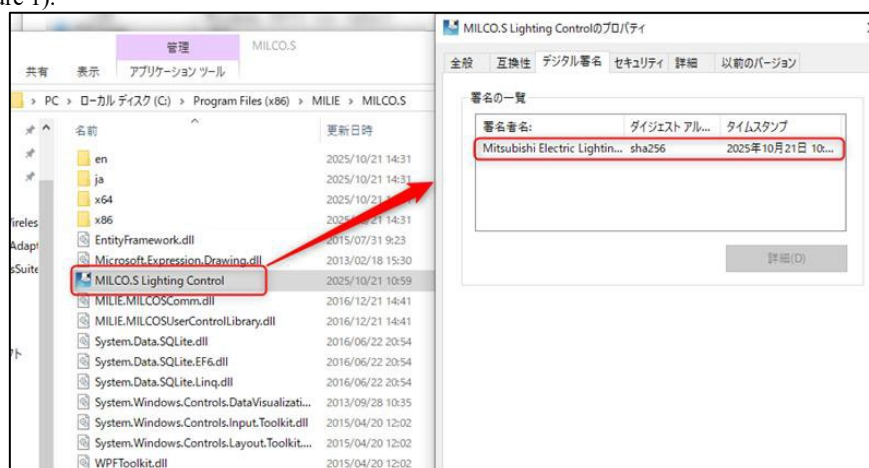 ure 1).
管理 MILCO.S
共有 表示 アプリケーション ツール
> PC > ローカル ディスク (C:) > Program Files (x86) > MILIE > MILCO.S
名前 更新日時
en 2025/10/21 14:31
ja 2025/10/21 14:31
x64 2025/10/21
x86 14:31
EntityFramework.dll 2015/07/31 9:23
Microsoft.Expression.Drawing.dll 2013/02/18 15:30
MILCO.S Lighting Control 2025/10/21 10:59
MILIE.MILCOSComm.dll 2016/12/21 14:41
MILIE.MILCOSUserControlLibrary.dll 2016/12/21 14:41
System.Data.SQLite.dll 2016/06/22 20:54
System.Data.SQLite.EF6.dll 2016/06/22 20:54
System.Data.SQLite.Linq.dll 2016/06/22 20:54
System.Windows.Controls.DataVisualizati... 2013/09/28 10:35
System.Windows.Controls.Input.Toolkit.dll 2015/04/20 12:02
System.Windows.Controls.Layout.Toolkit.... 2015/04/20 12:02
WPFToolkit.dll 2015/04/20 12:02
ireles
Adapt
sSuite
クト
MILCO.S Lighting Controlのプロパティ
全般 互換性 デジタル署名 セキュリティ 詳細 以前のバージョン
署名の一覧
署名者名: ダイジェスト アル... タイムスタンプ
Mitsubishi Electric Lightin... sha256 2025年10月21日 10:...
詳細(D)